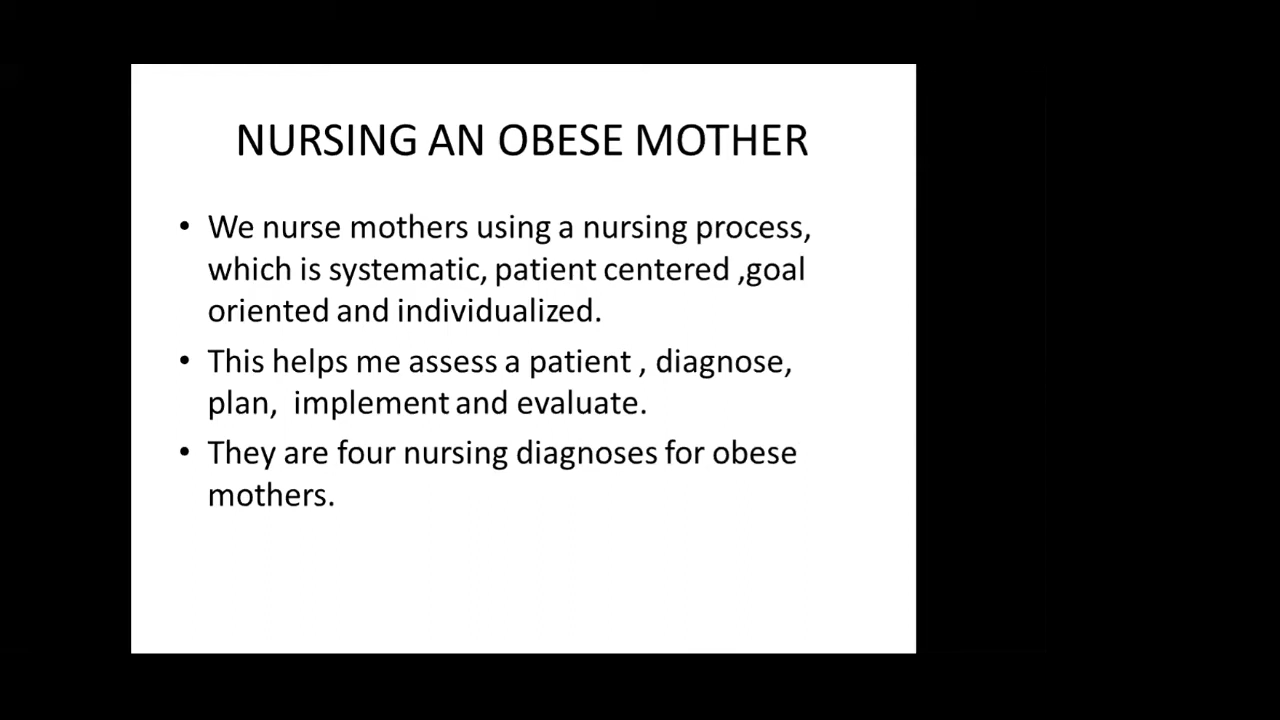 NURSING AN OBESE MOTHER
• We nurse mothers using a nursing process,
which is systematic, patient centered ,goal
oriented and individualized.
• This helps me assess a patient , diagnose,
plan,  implement and evaluate.
• They are four nursing diagnoses for obese
mothers.